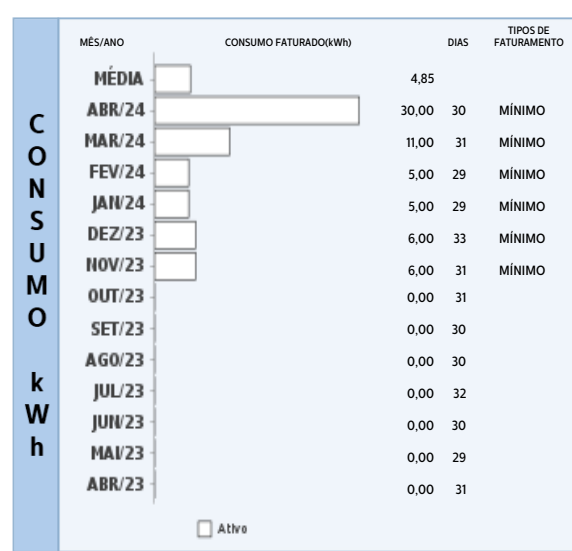 CONSUMO kWh
MÊS/ANO CONSUMO FATURADO(kWh) DIAS TIPOS DE FATURAMENTO
MÉDIA 4,85
ABR/24 30,00 30 MÍNIMO
MAR/24 11,00 31 MÍNIMO
FEV/24 5,00 29 MÍNIMO
JAN/24 5,00 29 MÍNIMO
DEZ/23 6,00 33 MÍNIMO
NOV/23 6,00 31 MÍNIMO
OUT/23 0,00 31
SET/23 0,00 30
AGO/23 0,00 30
JUL/23 0,00 32
JUN/23 0,00 30
MAI/23 0,00 29
ABR/23 0,00 31
Ativo